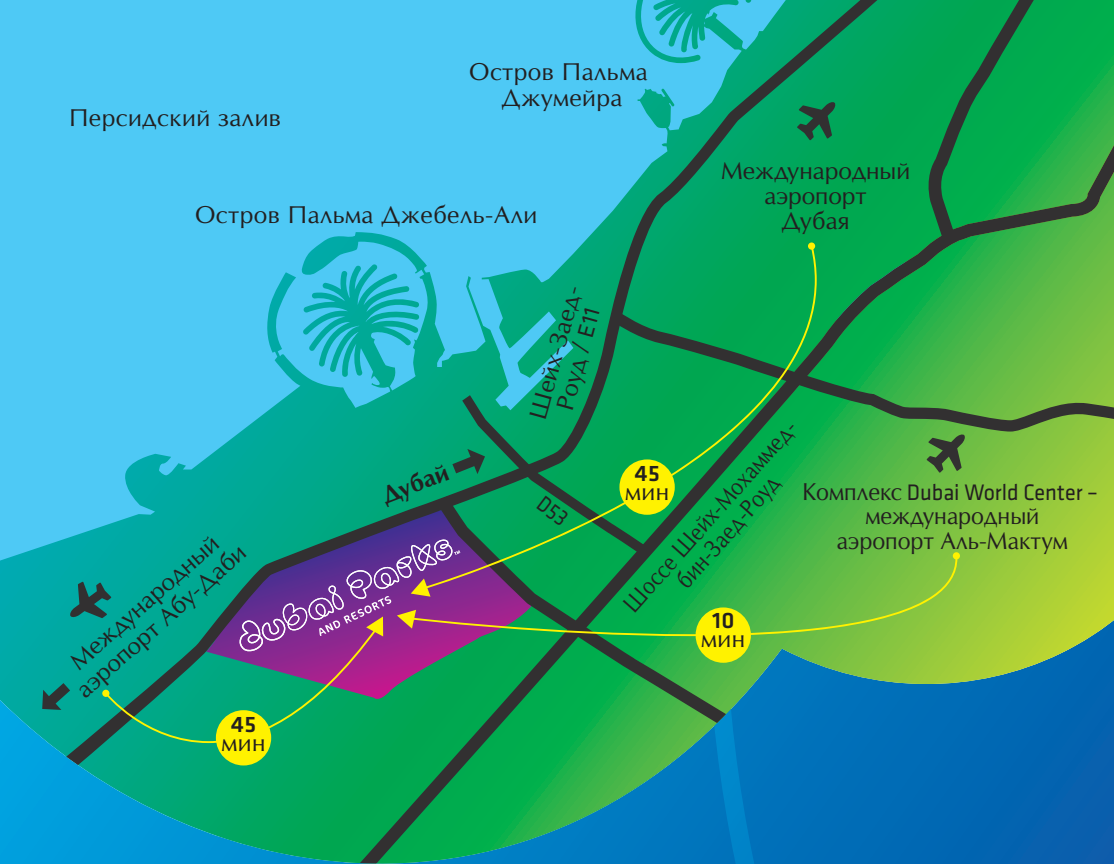 Остров Пальма
Джумейра
Персидский залив
Международный
аэропорт
Дубая
Остров Пальма Джебель-Али
Шейх-Заед-
Роуд / E11
Дубай
45
МИН
D53
Шоссе Шейх-Мохаммед-
бин-Заед-Роуд
Комплекс Dubai World Center –
международный
аэропорт Аль-Мактум
Международный
аэропорт Абу-Даби
dubai Parks™
AND RESORTS
10
МИН
45
МИН